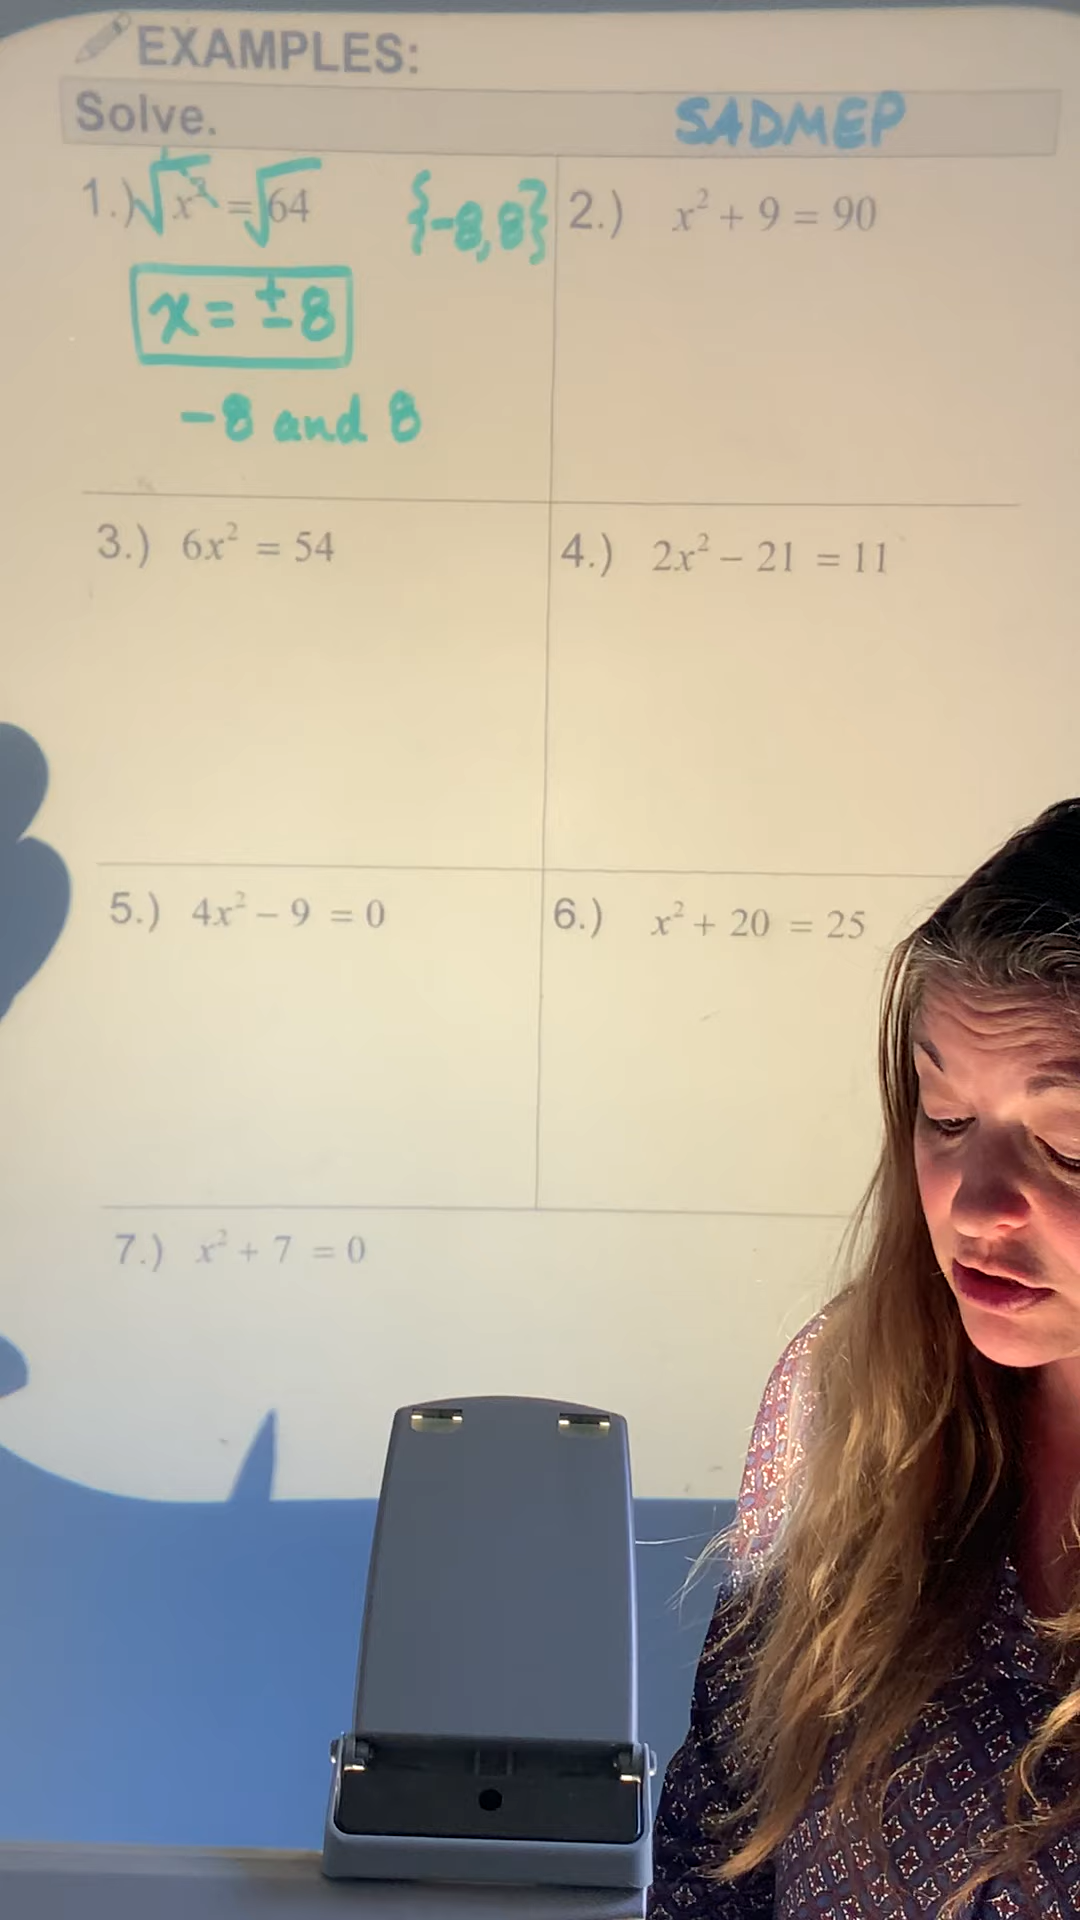 EXAMPLES:
Solve. SADMEP
1.) √x² = √64 {-8,8}
x = ±8
-8 and 8
2.) x² + 9 = 90
3.) 6x² = 54
4.) 2x² − 21 = 11
5.) 4x² − 9 = 0
6.) x² + 20 = 25
7.) x² + 7 = 0